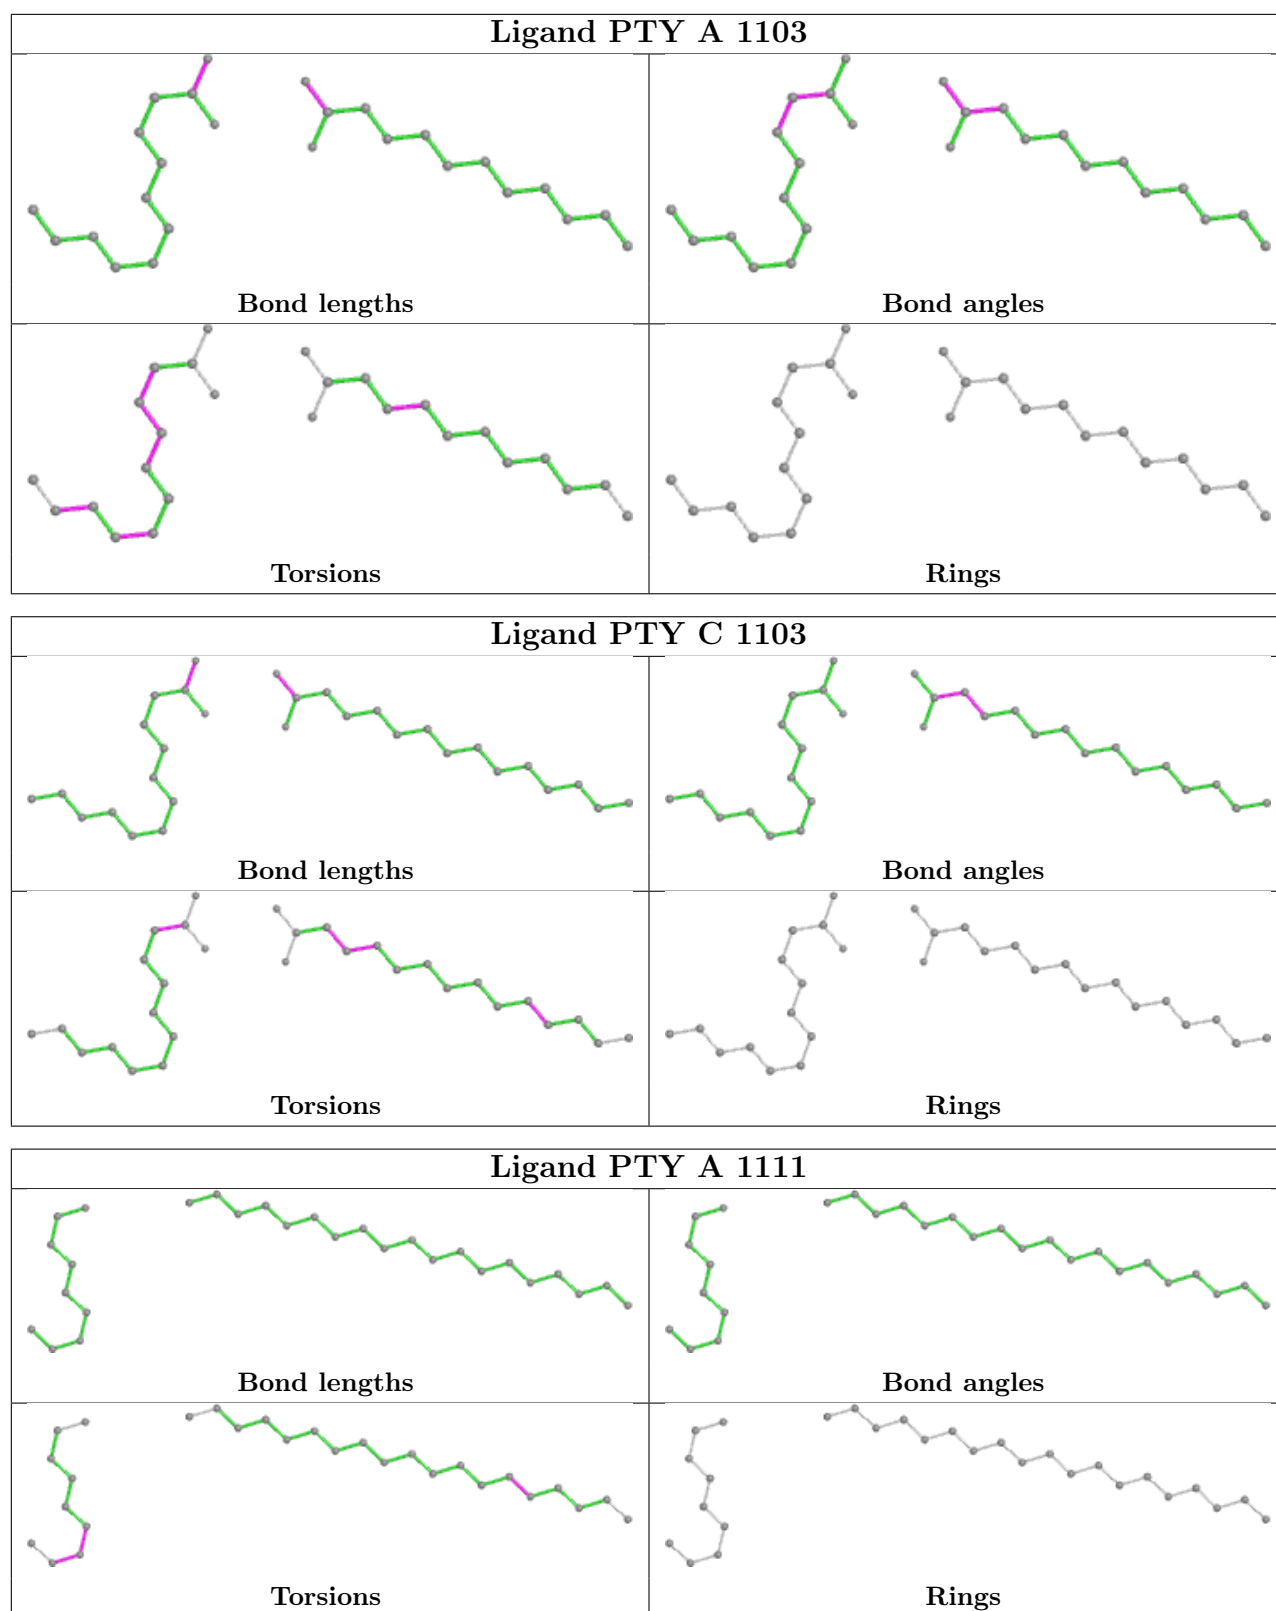 Ligand PTY A 1103
Bond lengths
Bond angles
Torsions
Rings
Ligand PTY C 1103
Bond lengths
Bond angles
Torsions
Rings
Ligand PTY A 1111
Bond lengths
Bond angles
Torsions
Rings